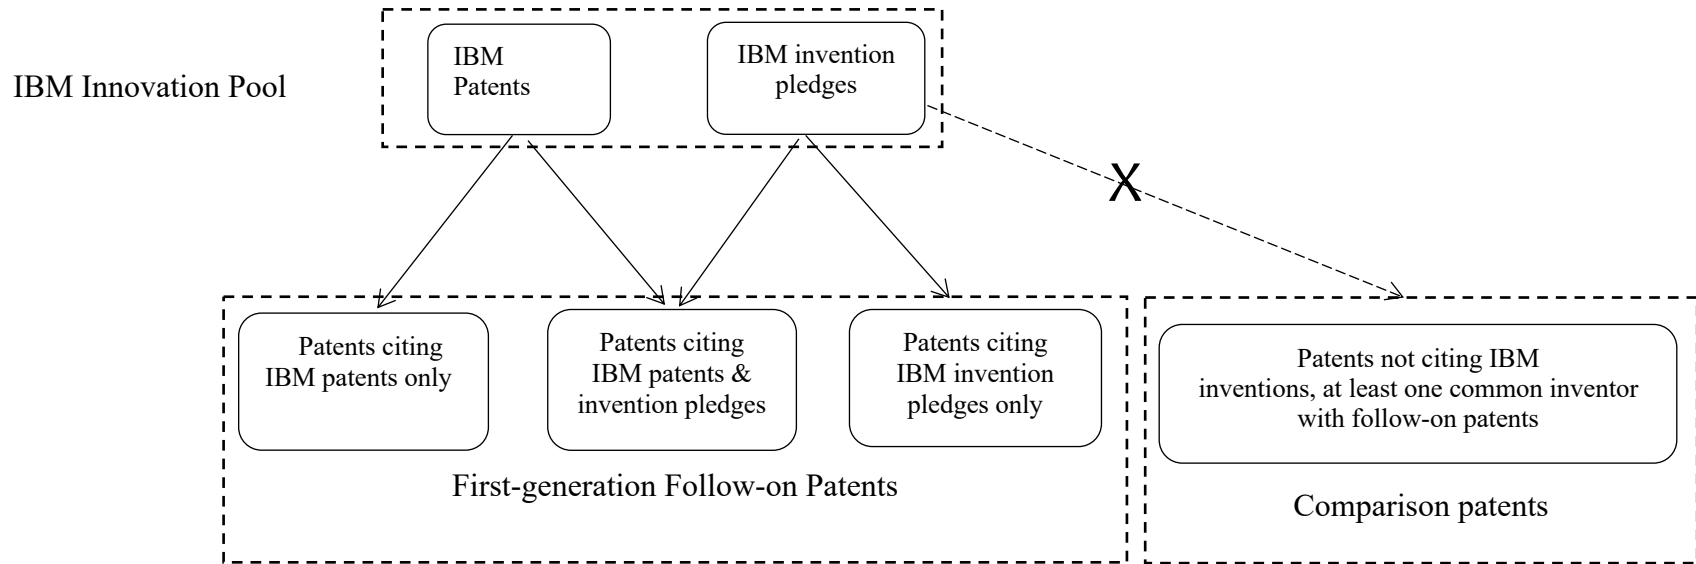 IBM Innovation Pool
IBM
Patents
IBM invention
pledges
X
Patents citing
IBM patents only
Patents citing
IBM patents &
invention pledges
Patents citing
IBM invention
pledges only
First-generation Follow-on Patents
Patents not citing IBM
inventions, at least one common inventor
with follow-on patents
Comparison patents